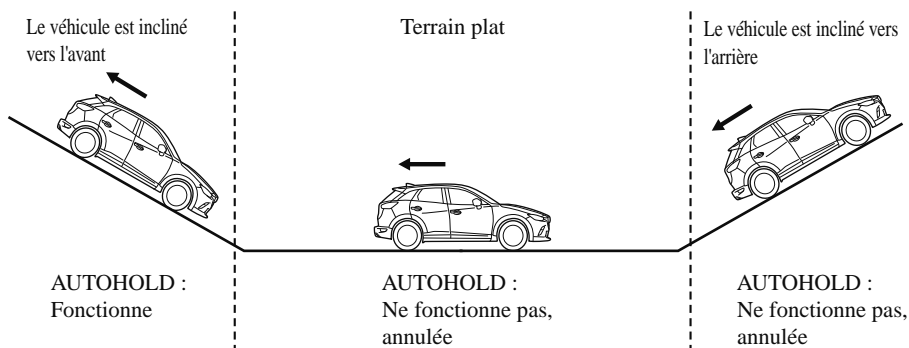 Le véhicule est incliné
vers l'avant
Terrain plat
Le véhicule est incliné vers
l'arrière
AUTOHOLD :
Fonctionne
AUTOHOLD :
Ne fonctionne pas,
annulée
AUTOHOLD :
Ne fonctionne pas,
annulée